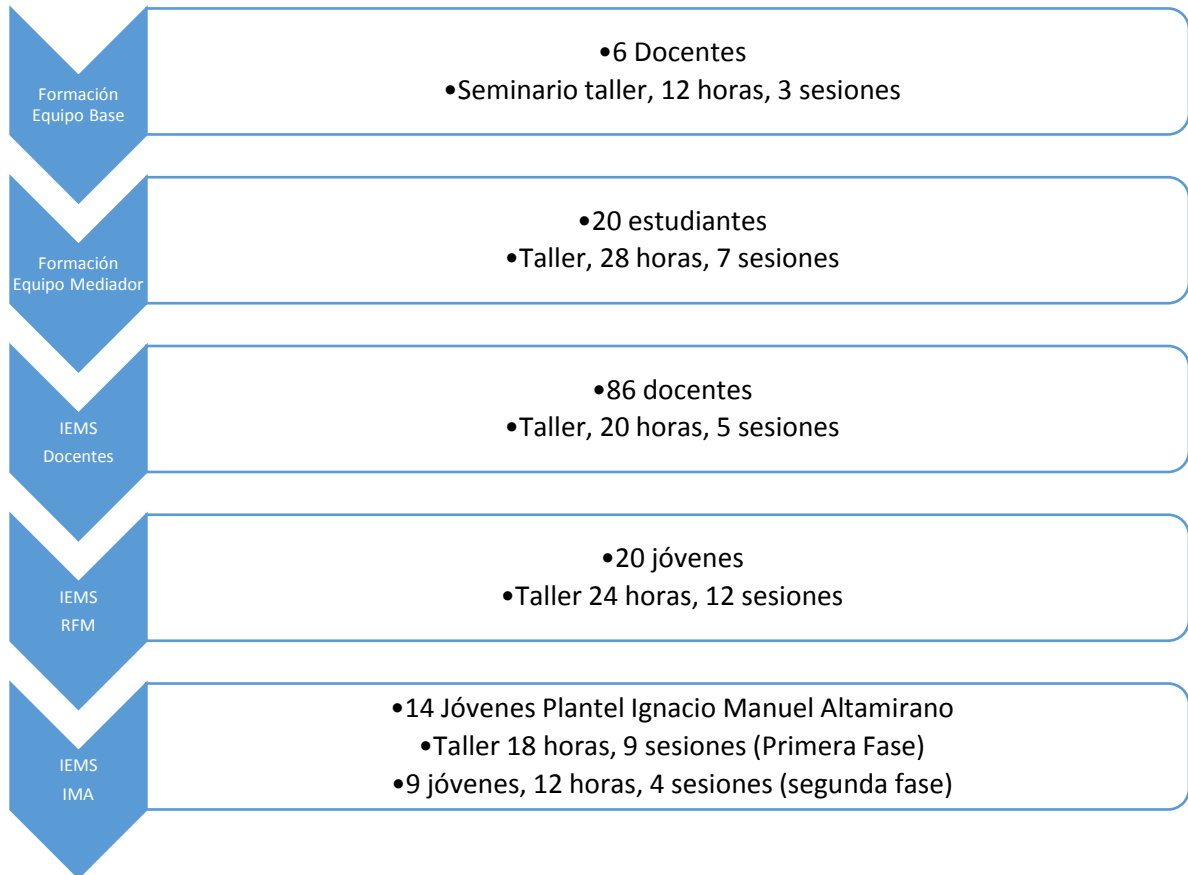 Formación
Equipo Base
•6 Docentes
•Seminario taller, 12 horas, 3 sesiones
Formación
Equipo Mediador
•20 estudiantes
•Taller, 28 horas, 7 sesiones
IEMS
Docentes
•86 docentes
•Taller, 20 horas, 5 sesiones
IEMS
RFM
•20 jóvenes
•Taller 24 horas, 12 sesiones
IEMS
IMA
•14 Jóvenes Plantel Ignacio Manuel Altamirano
•Taller 18 horas, 9 sesiones (Primera Fase)
•9 jóvenes, 12 horas, 4 sesiones (segunda fase)